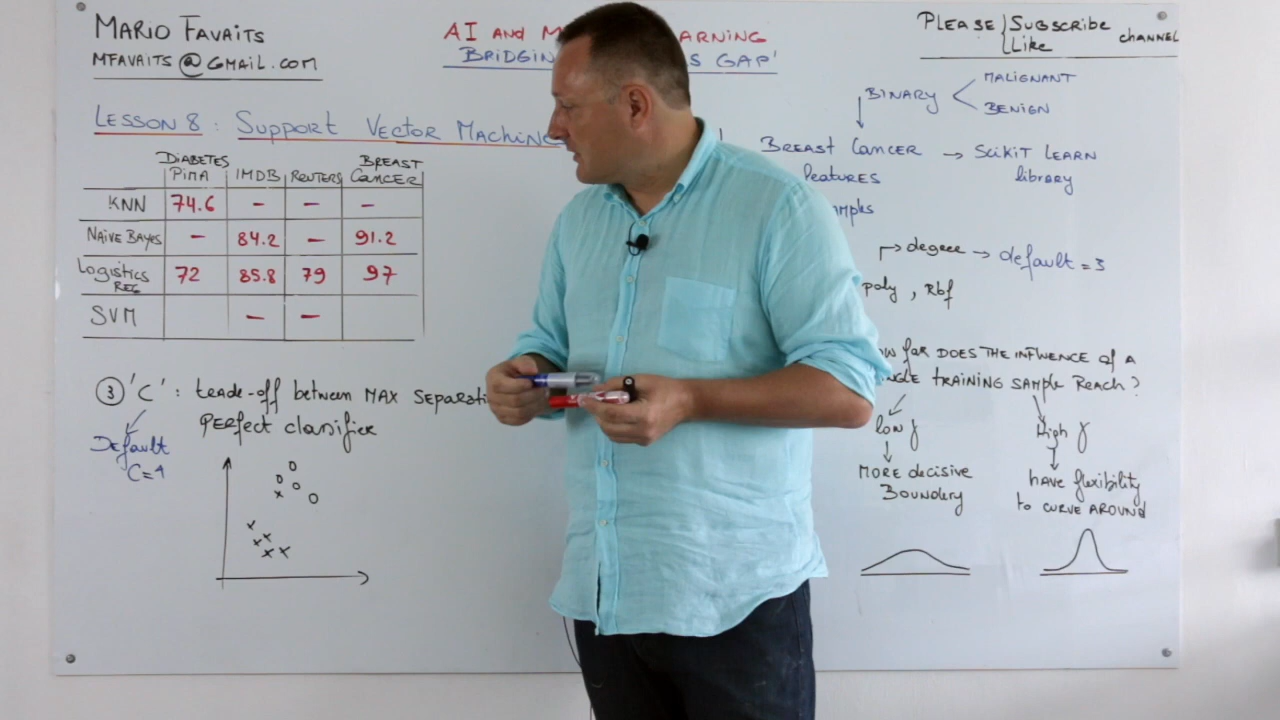 MARIO FAVAITS
MFAVAITS@GMAIL.COM
AI AND M ARNING
BRIDGIN S GAP'
PLEASE SUBSCRIBE
LIKE CHANNEL
LESSON 8: SUPPORT VECTOR MACHINE
DIABETES PIMA IMDB REUTERS BREAST CANCER
KNN 74.6 - - -
NAIVE BAYES - 84.2 - 91.2
LOGISTICS REG 72 85.8 79 97
SVM - -
③ 'C' : trade-off between MAX separati
PERfect classifier
DEfault
C=1
BINARY
MALIGNANT
BENIGN
BREAST CANCER → SCIKIT LEARN
features library
mples
degree → default = 3
poly , Rbf
W FAR DOES THE INFLUENCE of A
NGLE TRAINING SAMPLE REACH?
low γ
MORE decisive
Boundery
High γ
have flexibility
to CURVE AROUND